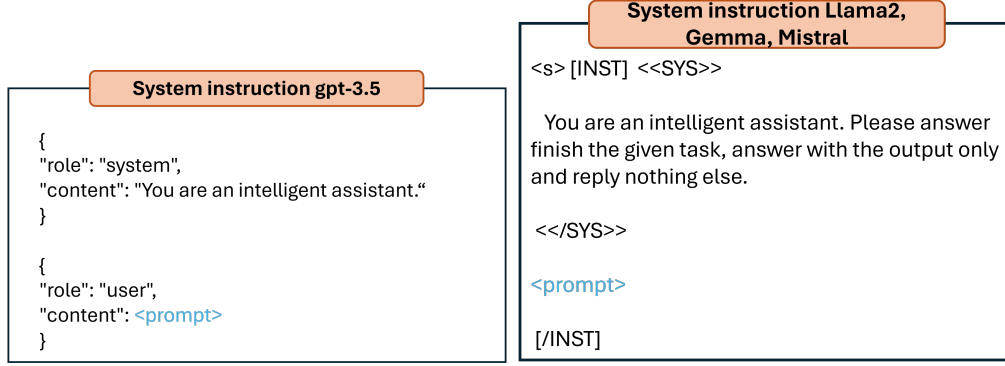 System instruction gpt-3.5
{
"role": "system",
"content": "You are an intelligent assistant.“
}
{
"role": "user",
"content": <prompt>
}
System instruction Llama2,
Gemma, Mistral
<s> [INST] <<SYS>>
You are an intelligent assistant. Please answer
finish the given task, answer with the output only
and reply nothing else.
<</SYS>>
<prompt>
[/INST]